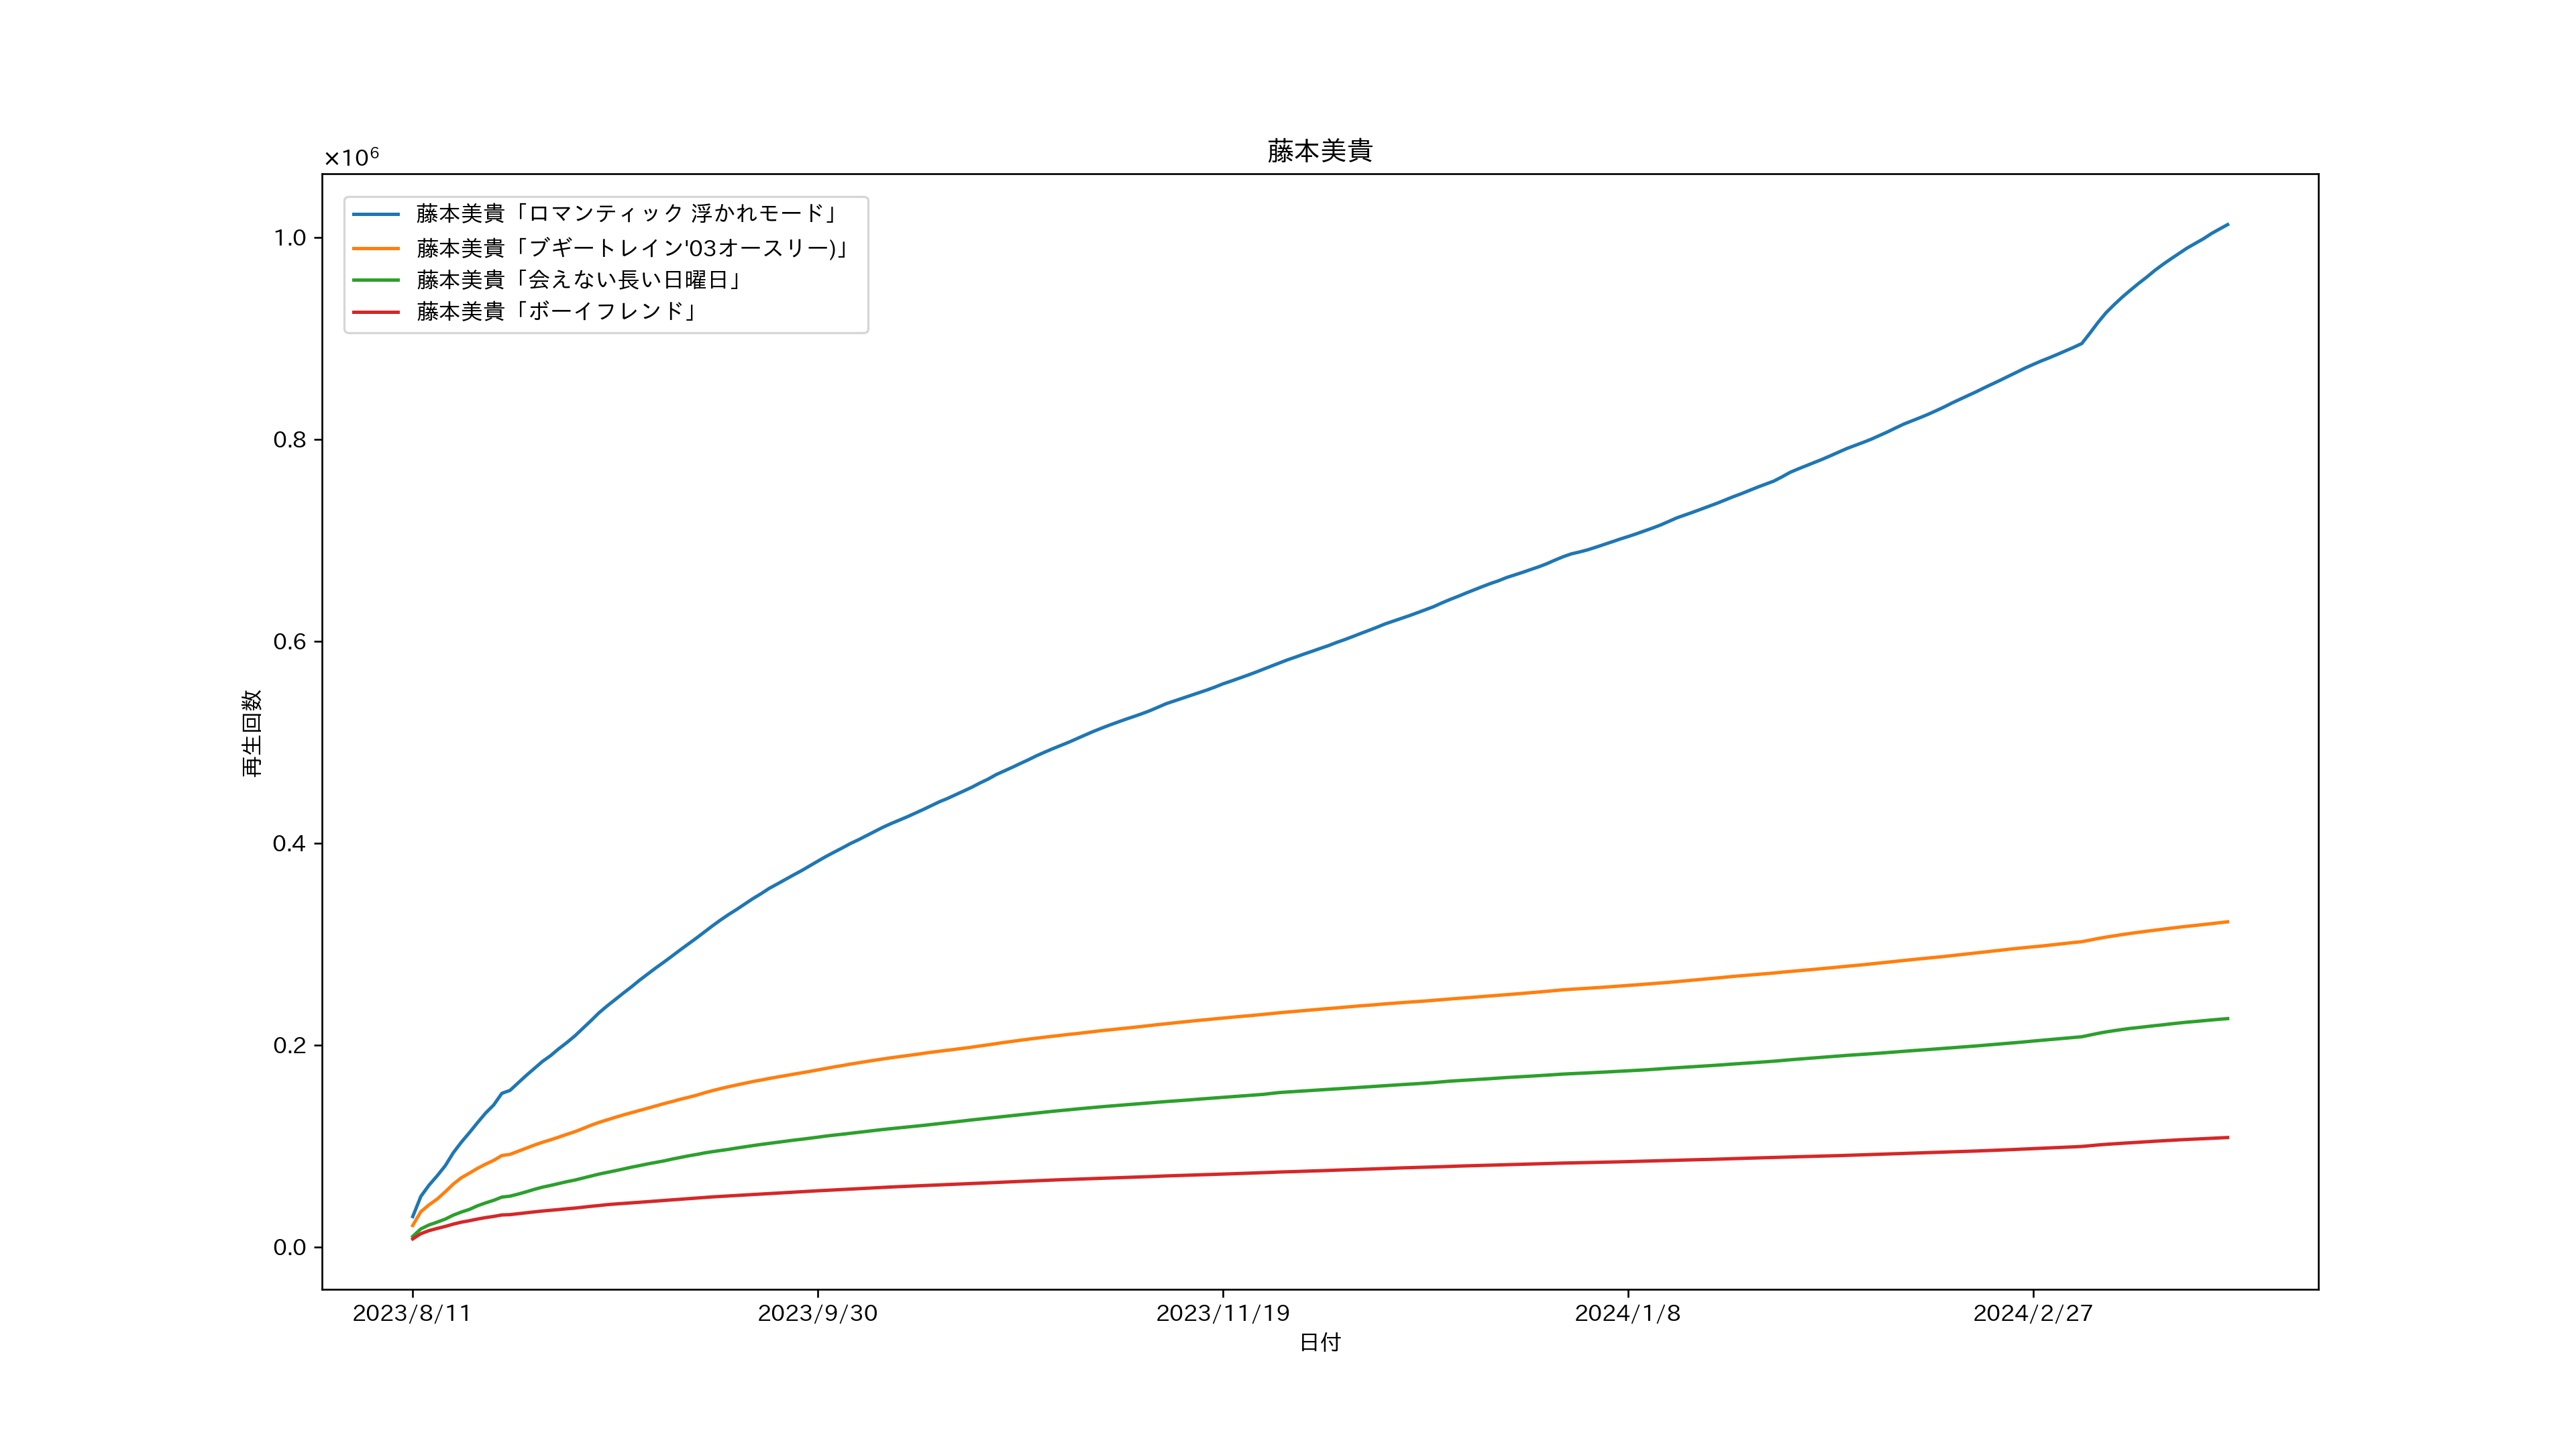 藤本美貴
×10⁶
藤本美貴「ロマンティック 浮かれモード」
藤本美貴「ブギートレイン'03オースリー)」
藤本美貴「会えない長い日曜日」
藤本美貴「ボーイフレンド」
1.0
0.8
0.6
0.4
0.2
0.0
再生回数
2023/8/11 2023/9/30 2023/11/19 2024/1/8 2024/2/27
日付